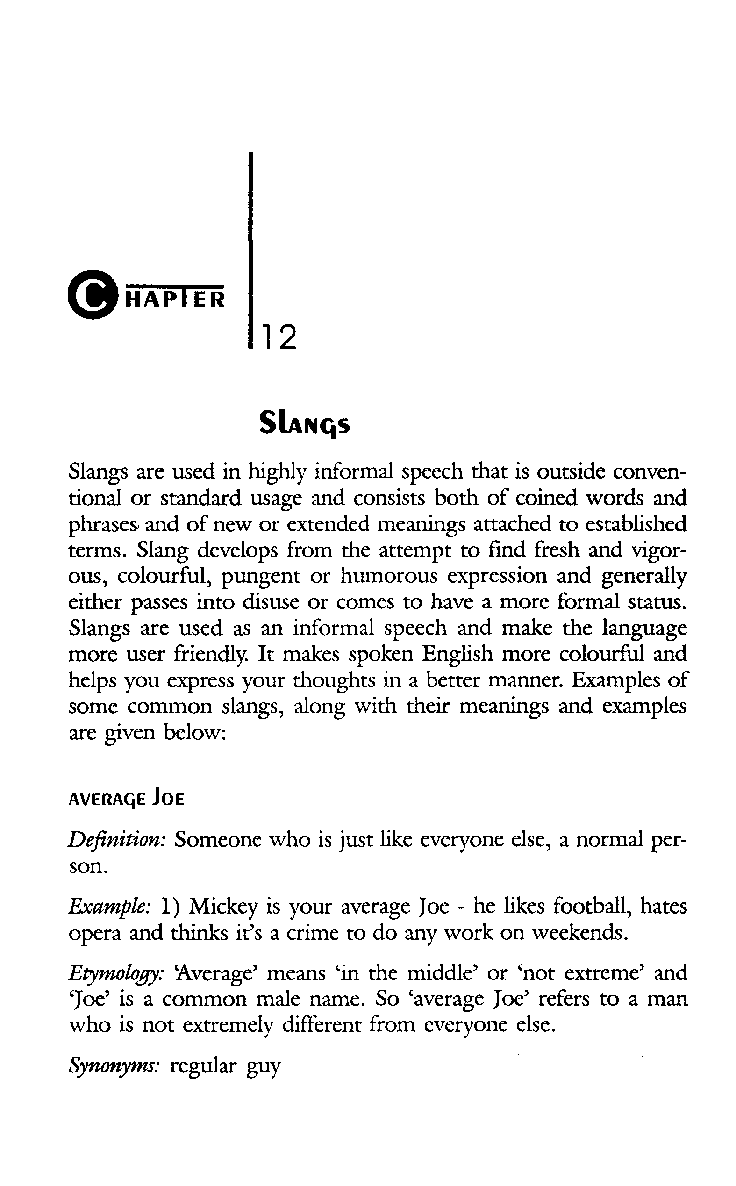 CHAPTER
12
SLANGS
Slangs are used in highly informal speech that is outside conven-
tional or standard usage and consists both of coined words and
phrases and of new or extended meanings attached to established
terms. Slang develops from the attempt to find fresh and vigor-
ous, colourful, pungent or humorous expression and generally
either passes into disuse or comes to have a more formal status.
Slangs are used as an informal speech and make the language
more user friendly. It makes spoken English more colourful and
helps you express your thoughts in a better manner. Examples of
some common slangs, along with their meanings and examples
are given below:
AVERAGE JOE
Definition: Someone who is just like everyone else, a normal per-
son.
Example: 1) Mickey is your average Joe - he likes football, hates
opera and thinks it's a crime to do any work on weekends.
Etymology: 'Average' means 'in the middle' or 'not extreme' and
'Joe' is a common male name. So 'average Joe' refers to a man
who is not extremely different from everyone else.
Synonyms: regular guy